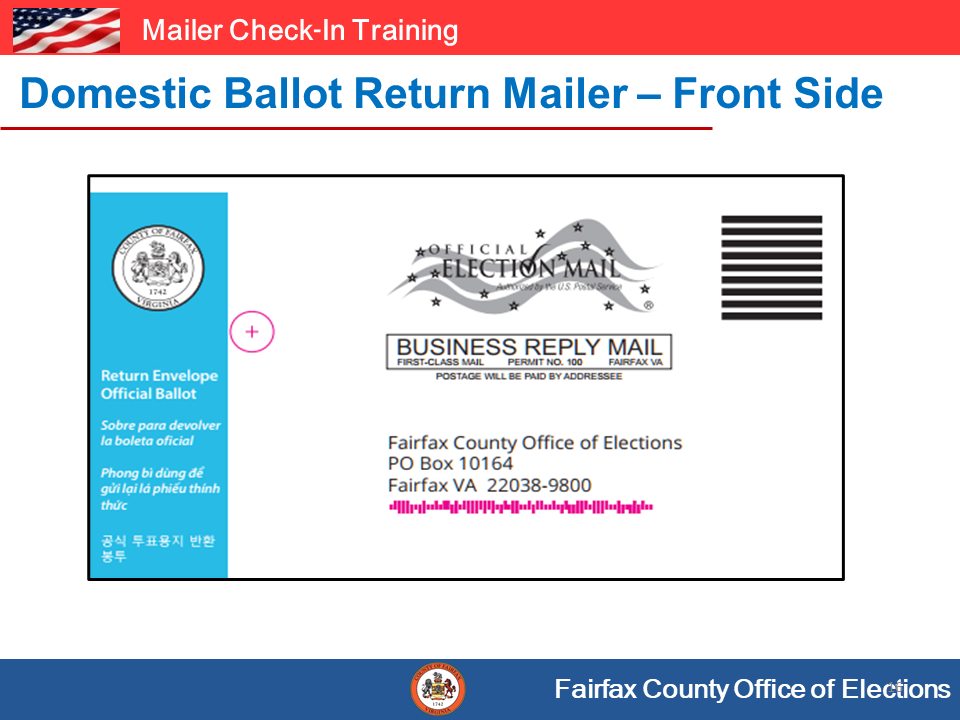 Mailer Check-In Training
Domestic Ballot Return Mailer – Front Side
COUNTY OF FAIRFAX
1742
VIRGINIA
OFFICIAL
ELECTION MAIL
Authorized by the U.S. Postal Service
®
BUSINESS REPLY MAIL
FIRST-CLASS MAIL PERMIT NO. 100 FAIRFAX VA
POSTAGE WILL BE PAID BY ADDRESSEE
Return Envelope
Official Ballot
Sobre para devolver
la boleta oficial
Phong bì dùng để
gửi lại lá phiếu thính
thức
공식 투표용지 반환
봉투
Fairfax County Office of Elections
PO Box 10164
Fairfax VA 22038-9800
COUNTY OF FAIRFAX
1742
VIRGINIA
Fairfax County Office of Elections